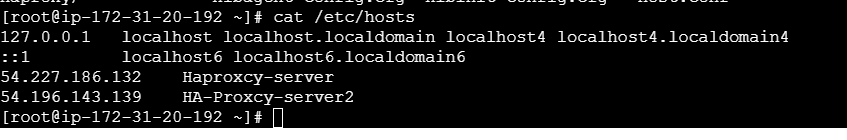 [root@ip-172-31-20-192 ~]# cat /etc/hosts
127.0.0.1   localhost localhost.localdomain localhost4 localhost4.localdomain4
::1         localhost6 localhost6.localdomain6
54.227.186.132    Haproxcy-server
54.196.143.139    HA-Proxcy-server2
[root@ip-172-31-20-192 ~]#